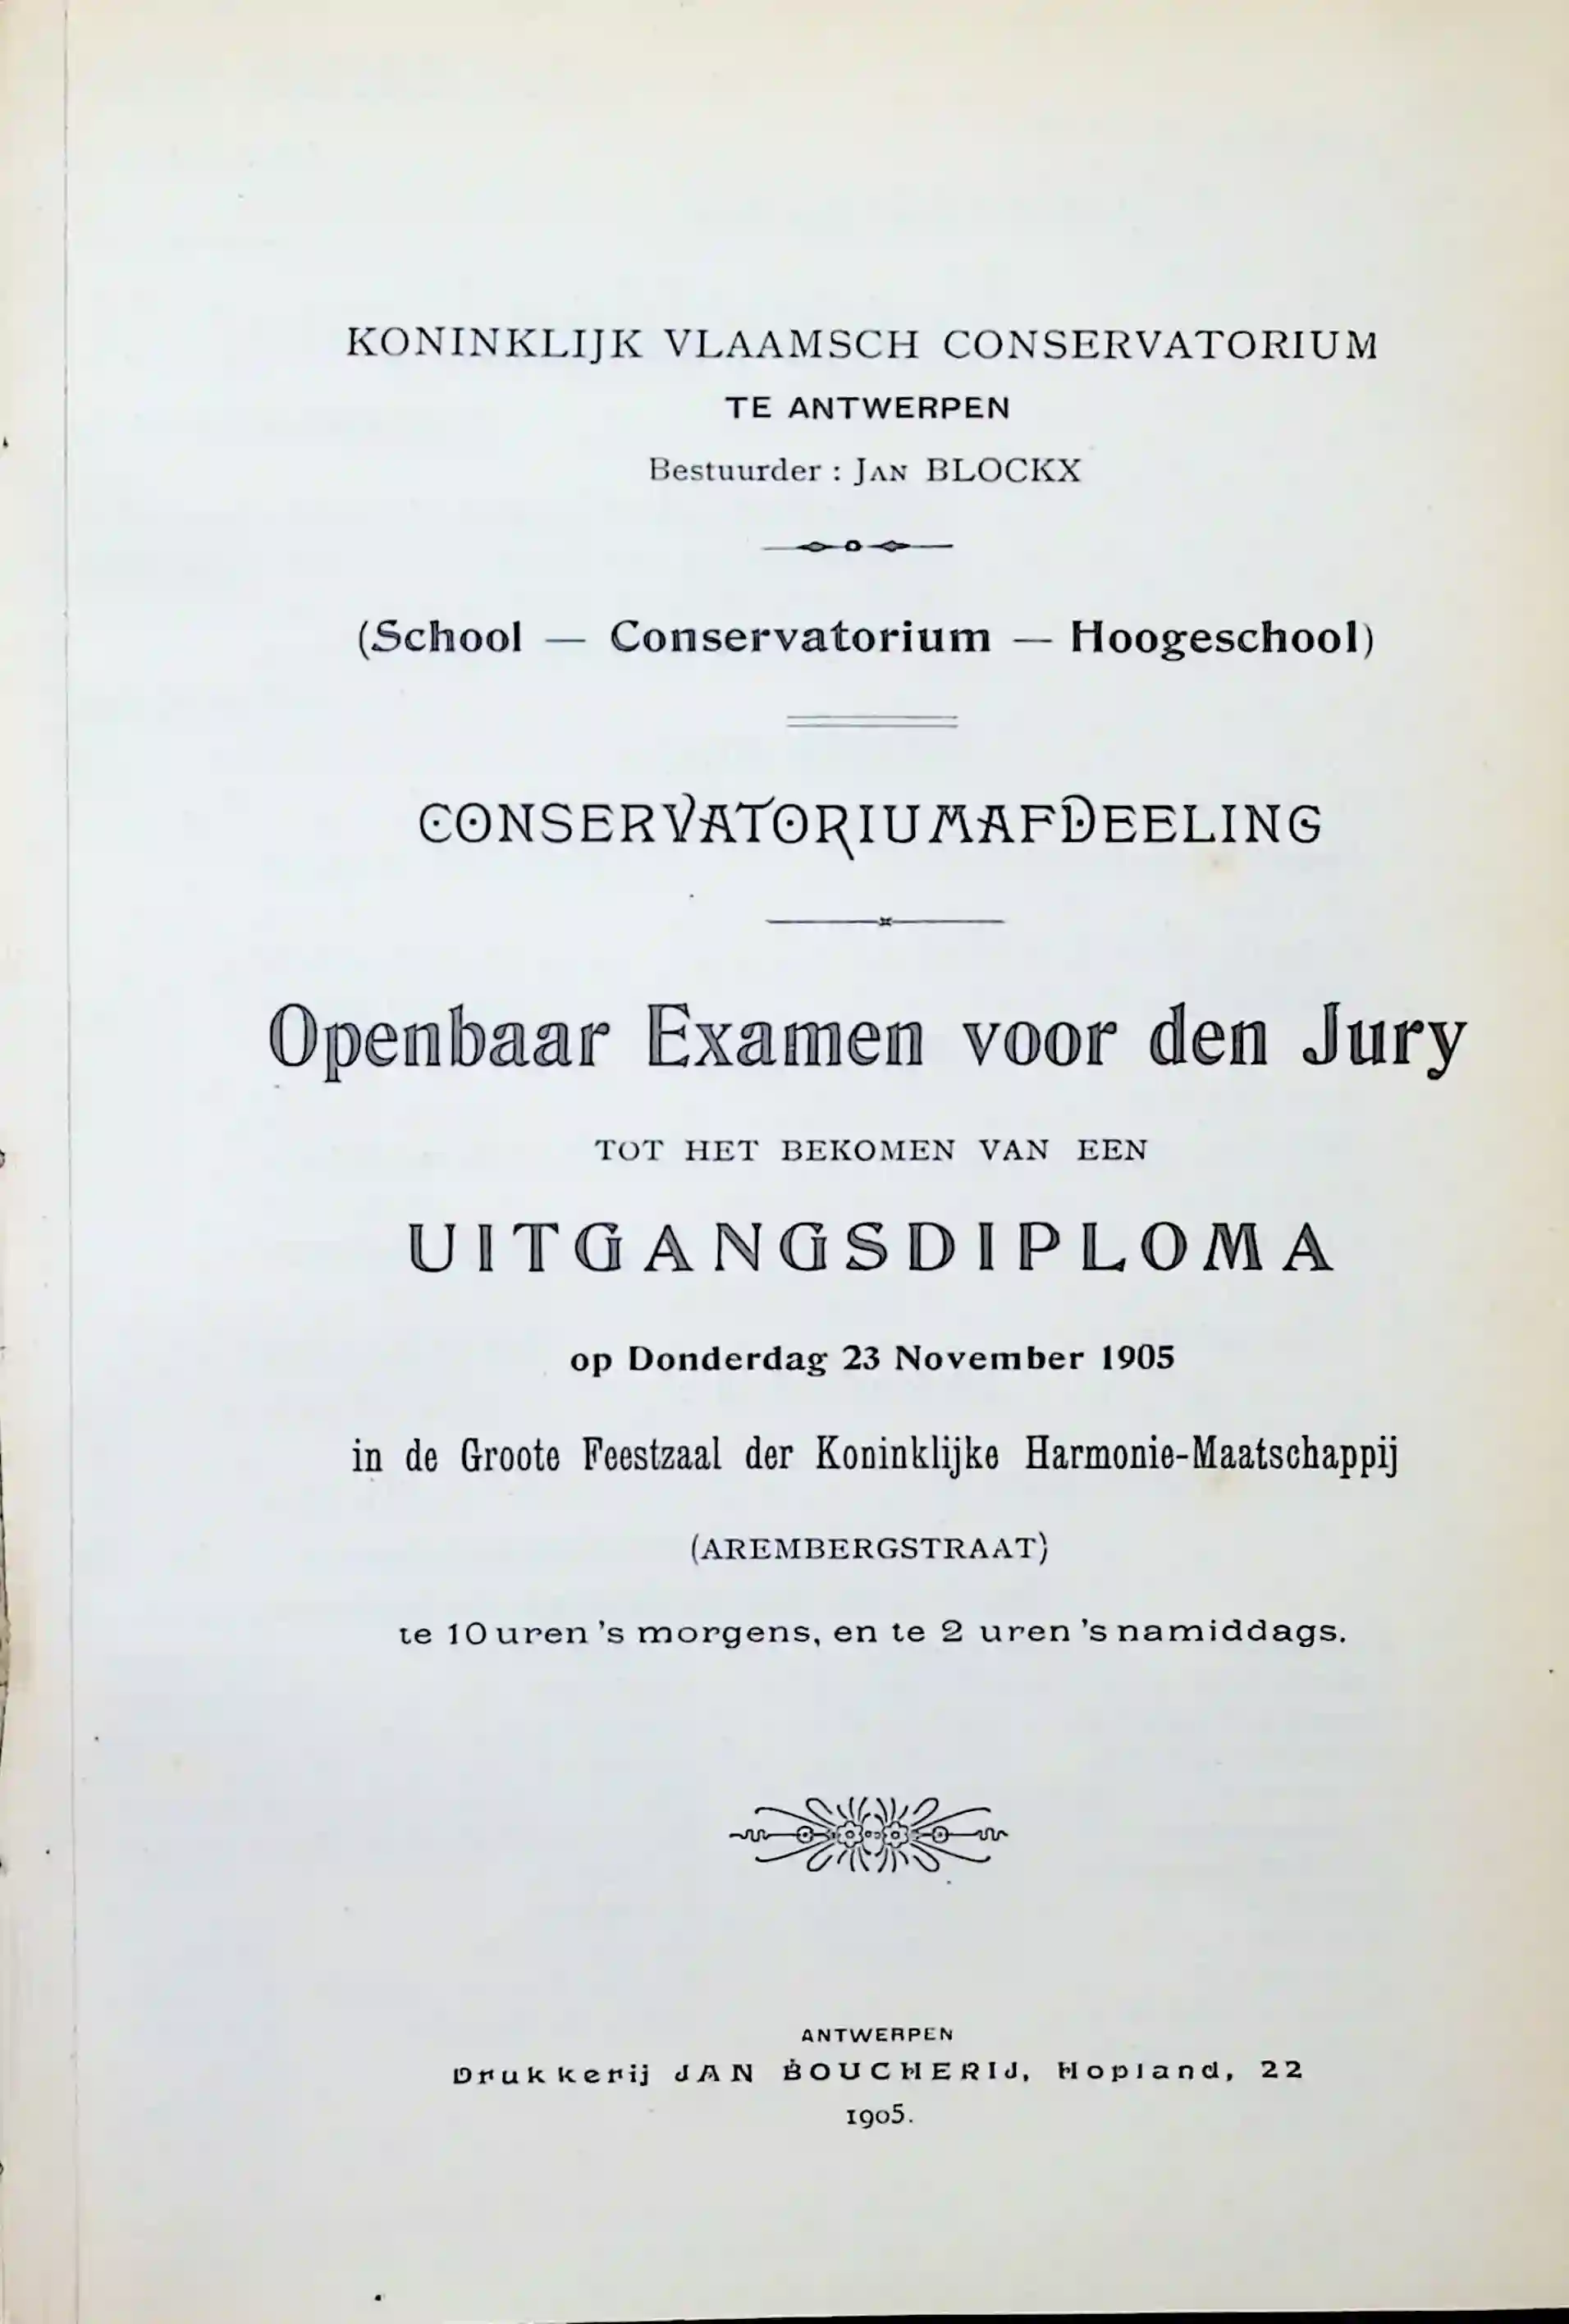 KONINKLIJK VLAAMSCH CONSERVATORIUM
TE ANTWERPEN
Bestuurder : JAN BLOCKX
(School — Conservatorium — Hoogeschool)
CONSERVATORIUMAFDEELING
Openbaar Examen voor den Jury
TOT HET BEKOMEN VAN EEN
UITGANGSDIPLOMA
op Donderdag 23 November 1905
in de Groote Feestzaal der Koninklijke Harmonie-Maatschappij
(AREMBERGSTRAAT)
te 10 uren 's morgens, en te 2 uren 's namiddags.
ANTWERPEN
Drukkerij JAN BOUCHERIJ, Hopland, 22
1905.